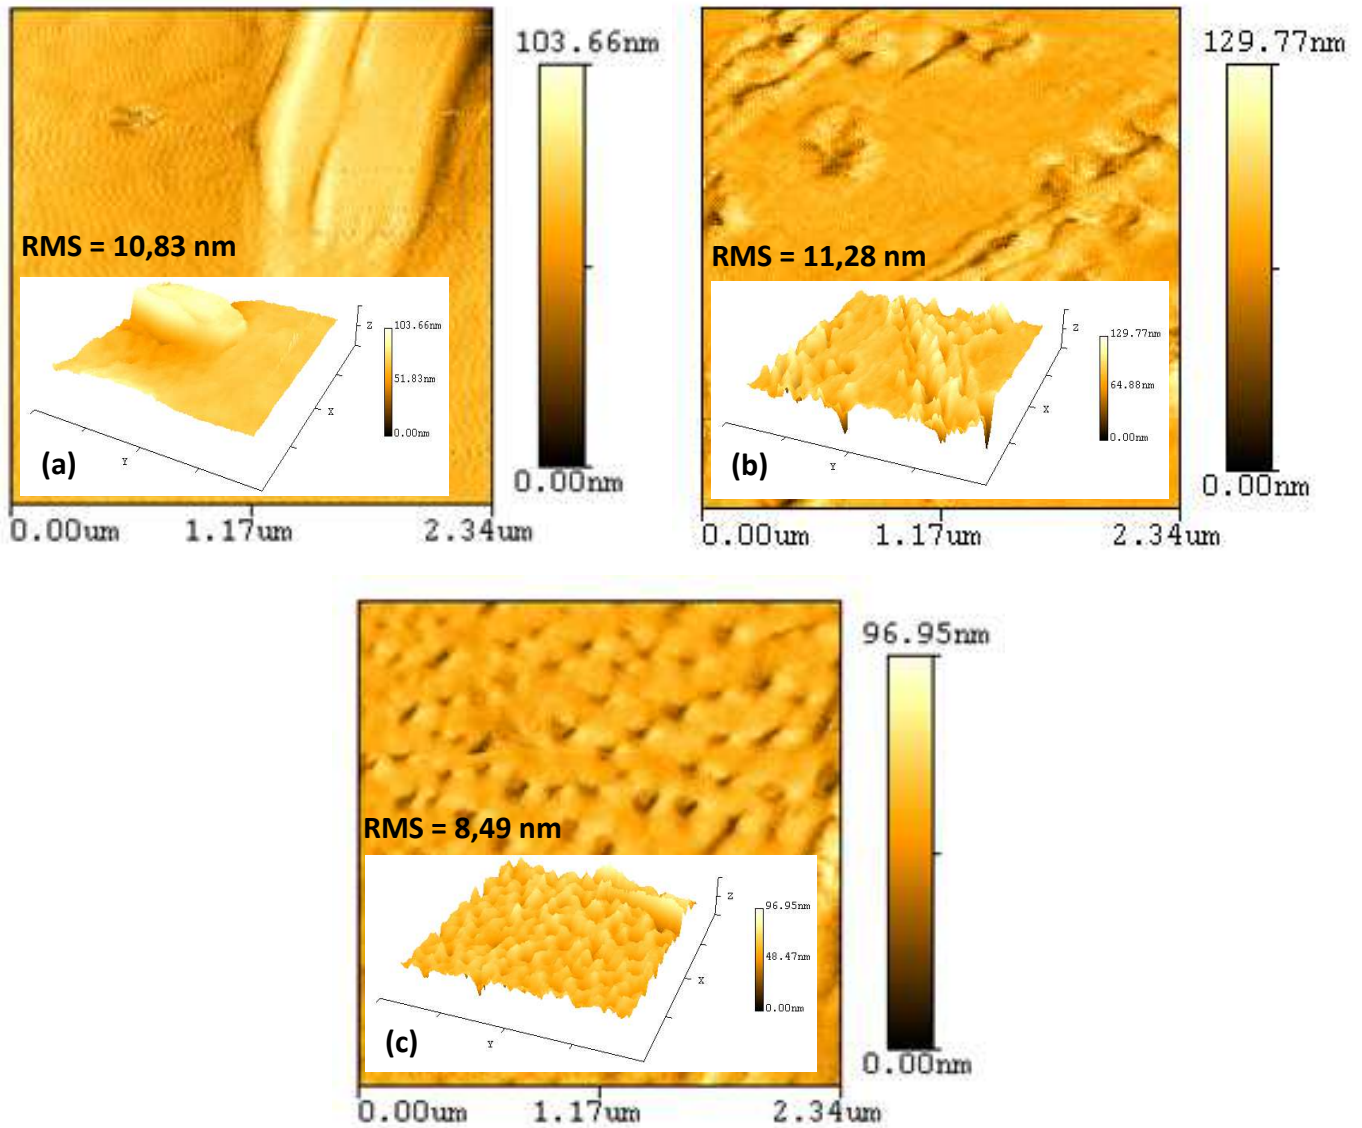 103.66nm
RMS = 10,83 nm
Z
103.66nm
51.83nm
X
0.00nm
Y
(a)
0.00nm
0.00um
1.17um
2.34um
129.77nm
RMS = 11,28 nm
Z
129.77nm
64.88nm
X
0.00nm
Y
(b)
0.00nm
0.00um
1.17um
2.34um
96.95nm
RMS = 8,49 nm
Z
96.95nm
48.47nm
X
0.00nm
Y
(c)
0.00nm
0.00um
1.17um
2.34um